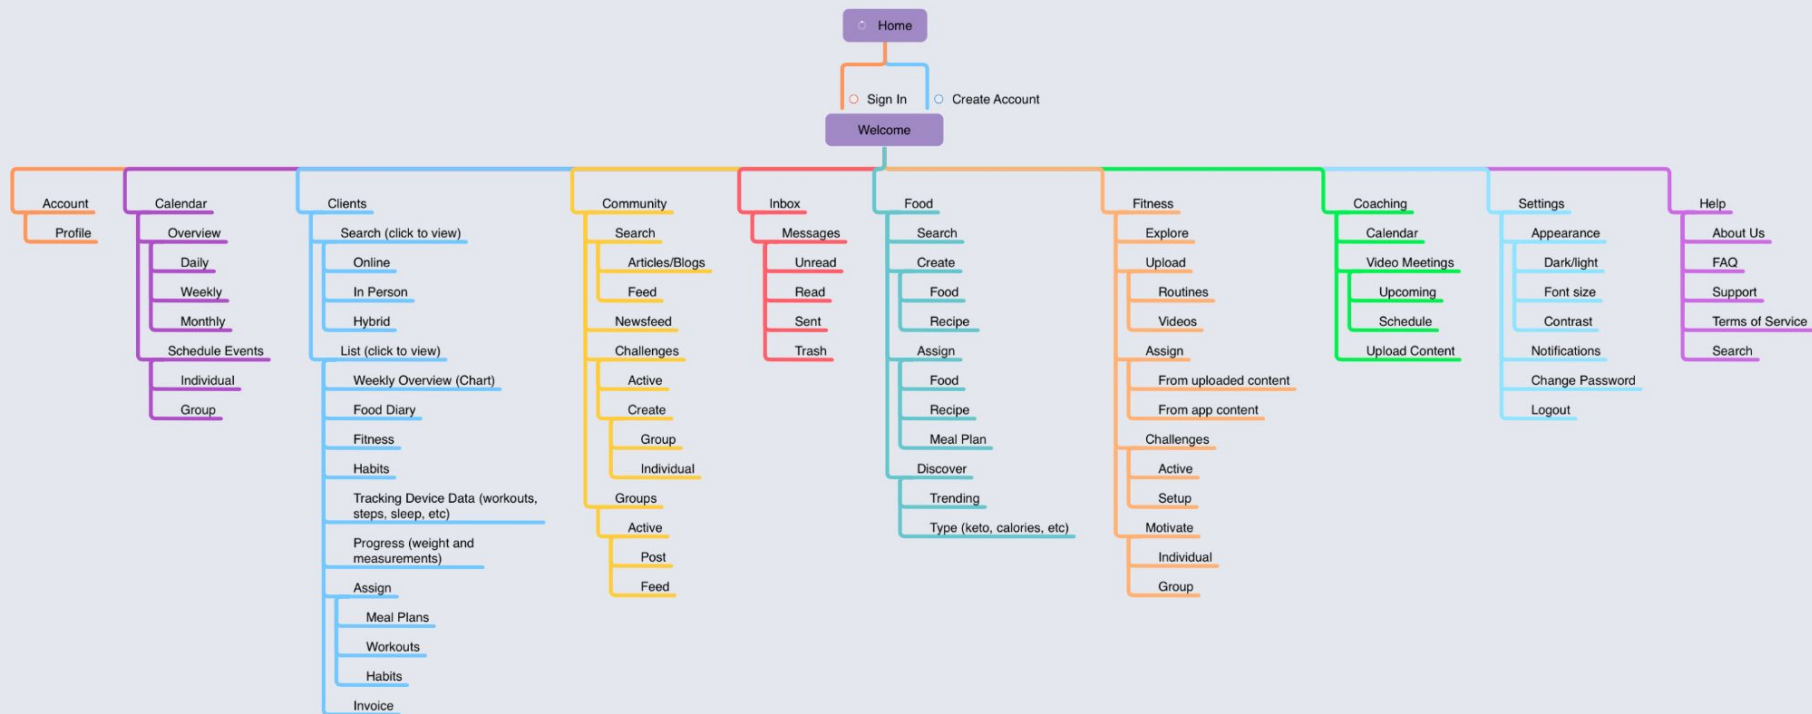 Home
Sign In
Create Account
Welcome
Account
Profile
Calendar
Overview
Daily
Weekly
Monthly
Schedule Events
Individual
Group
Clients
Search (click to view)
Online
In Person
Hybrid
List (click to view)
Weekly Overview (Chart)
Food Diary
Fitness
Habits
Tracking Device Data (workouts,
steps, sleep, etc)
Progress (weight and
measurements)
Assign
Meal Plans
Workouts
Habits
Invoice
Community
Search
Articles/Blogs
Feed
Newsfeed
Challenges
Active
Create
Group
Individual
Groups
Active
Post
Feed
Inbox
Messages
Unread
Read
Sent
Trash
Food
Search
Create
Food
Recipe
Assign
Food
Recipe
Meal Plan
Discover
Trending
Type (keto, calories, etc)
Fitness
Explore
Upload
Routines
Videos
Assign
From uploaded content
From app content
Challenges
Active
Setup
Motivate
Individual
Group
Coaching
Calendar
Video Meetings
Upcoming
Schedule
Upload Content
Settings
Appearance
Dark/light
Font size
Contrast
Notifications
Change Password
Logout
Help
About Us
FAQ
Support
Terms of Service
Search